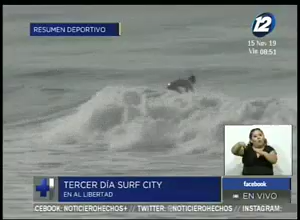 RESUMEN DEPORTIVO
12
15 Nov. 19
Vie. 08:51
TERCER DÍA SURF CITY
EN AL LIBERTAD
facebook
EN VIVO
CEBOOK: NOTICIEROHECHOS+ // TWITTER: @NOTICIEROHECHOS // INSTAGRAM: